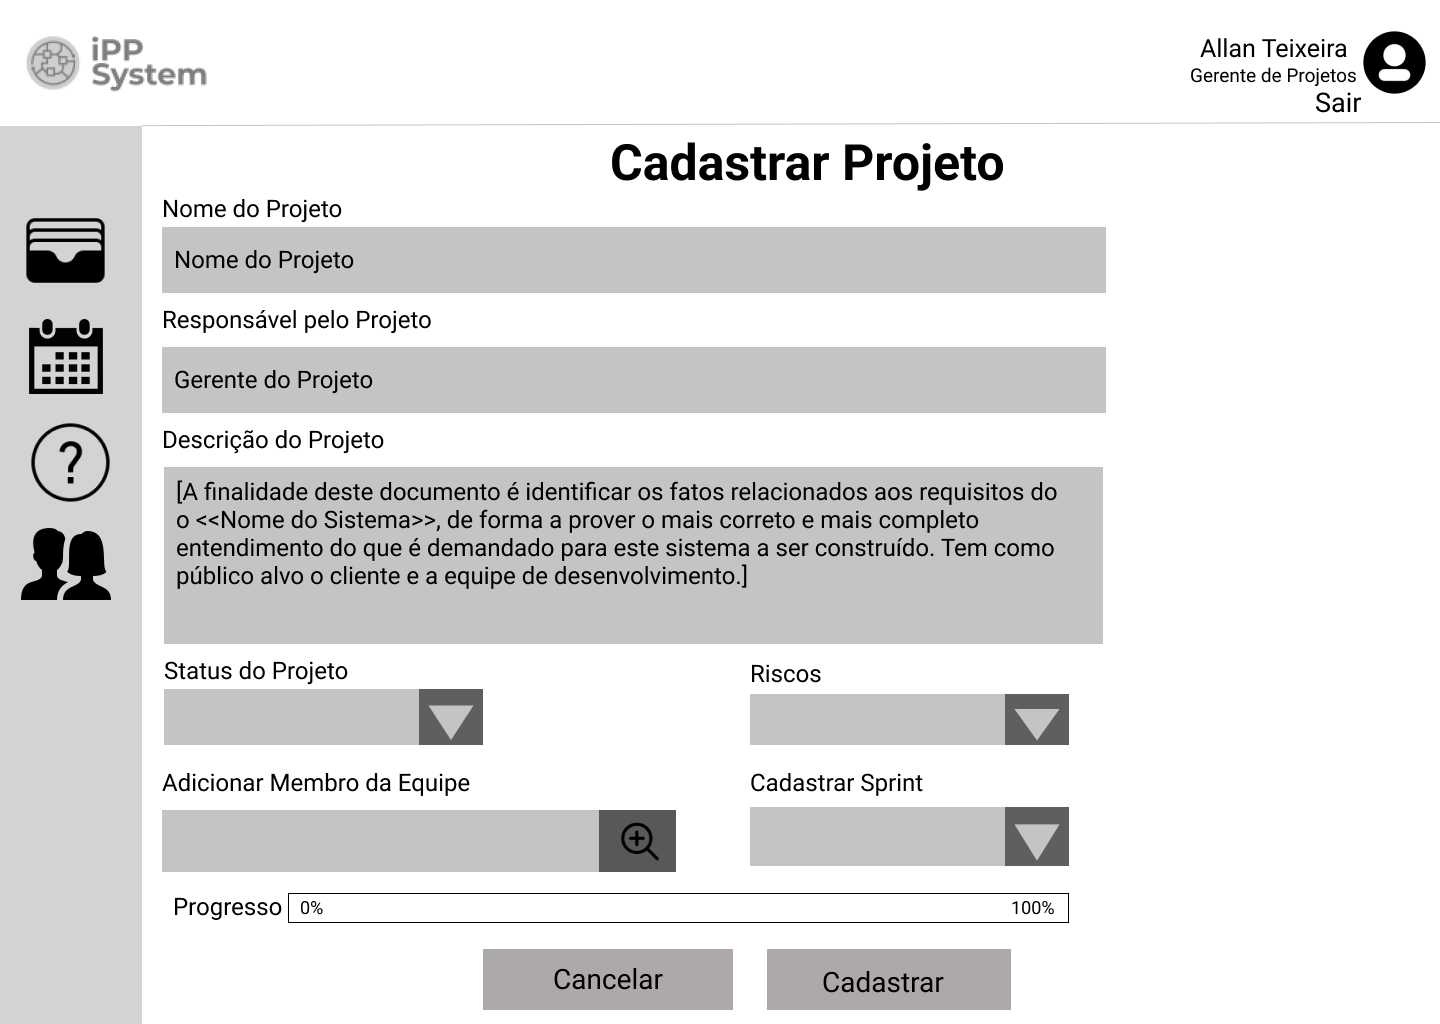 iPP
System
Allan Teixeira
Gerente de Projetos
Sair
Cadastrar Projeto
Nome do Projeto
Nome do Projeto
Responsável pelo Projeto
Gerente do Projeto
Descrição do Projeto
[A finalidade deste documento é identificar os fatos relacionados aos requisitos do
o <<Nome do Sistema>>, de forma a prover o mais correto e mais completo
entendimento do que é demandado para este sistema a ser construído. Tem como
público alvo o cliente e a equipe de desenvolvimento.]
Status do Projeto
Riscos
Adicionar Membro da Equipe
Cadastrar Sprint
Progresso
0%
100%
Cancelar
Cadastrar